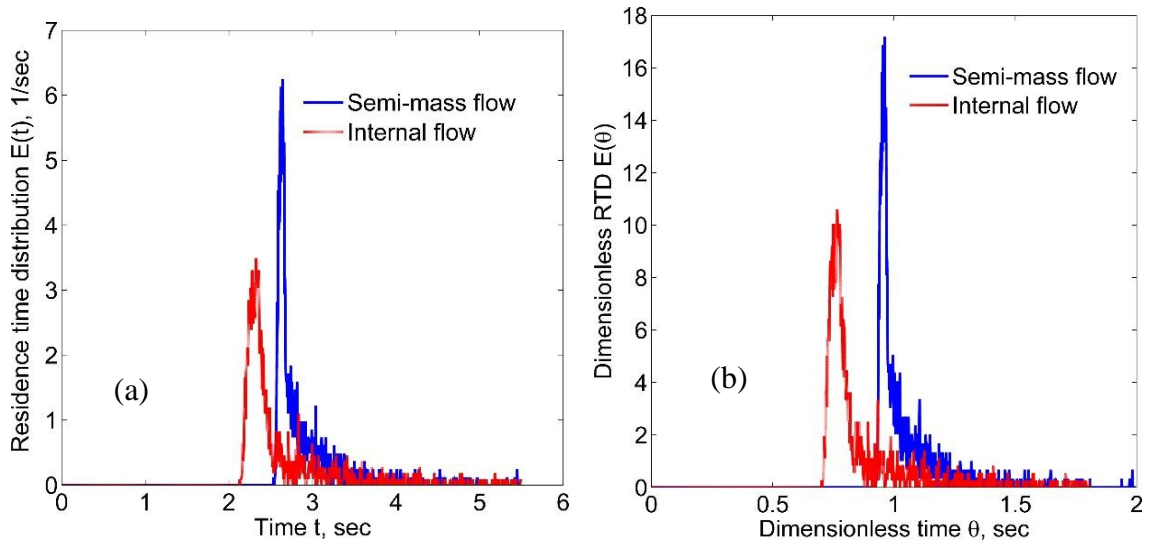 7
6
5
4
3
2
1
0
Residence time distribution E(t), 1/sec
Semi-mass flow
Internal flow
(a)
0 1 2 3 4 5 6
Time t, sec
18
16
14
12
10
8
6
4
2
0
Dimensionless RTD E(θ)
Semi-mass flow
Internal flow
(b)
0 0.5 1 1.5 2
Dimensionless time θ, sec